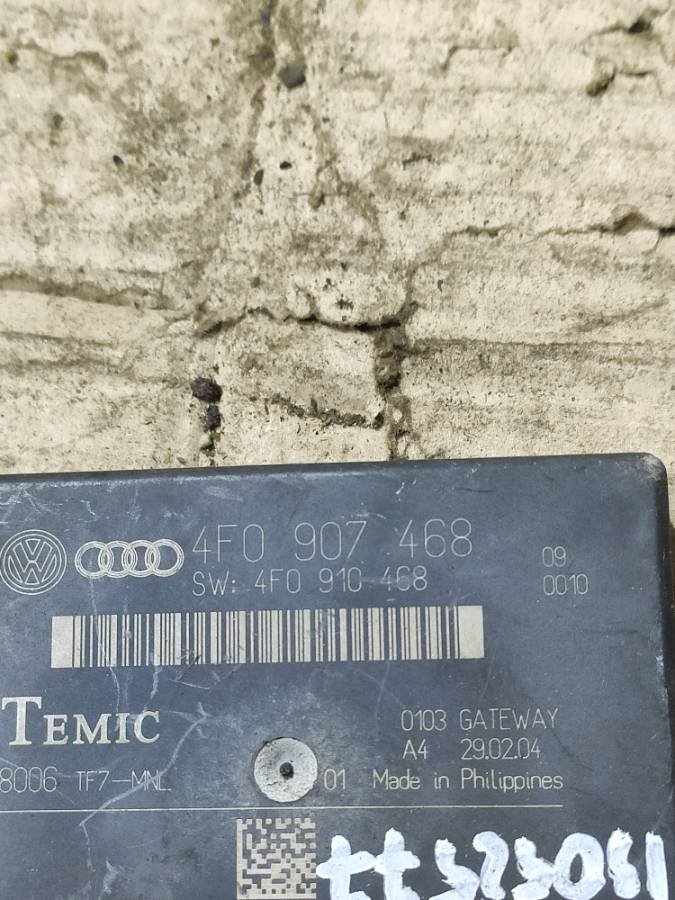 4F0 907 468
09
SW: 4F0 910 468
0010
TEMIC
0103 GATEWAY
A4 29.02.04
8006 TF7-MNL 01 Made in Philippines